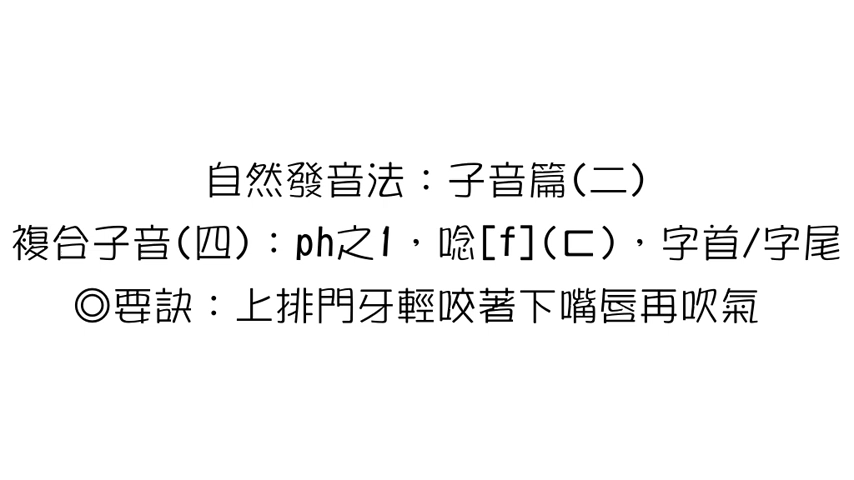 自然發音法：子音篇(二)
複合子音(四)：ph之1，唸[f](ㄈ)，字首/字尾
◎要訣：上排門牙輕咬著下嘴唇再吹氣